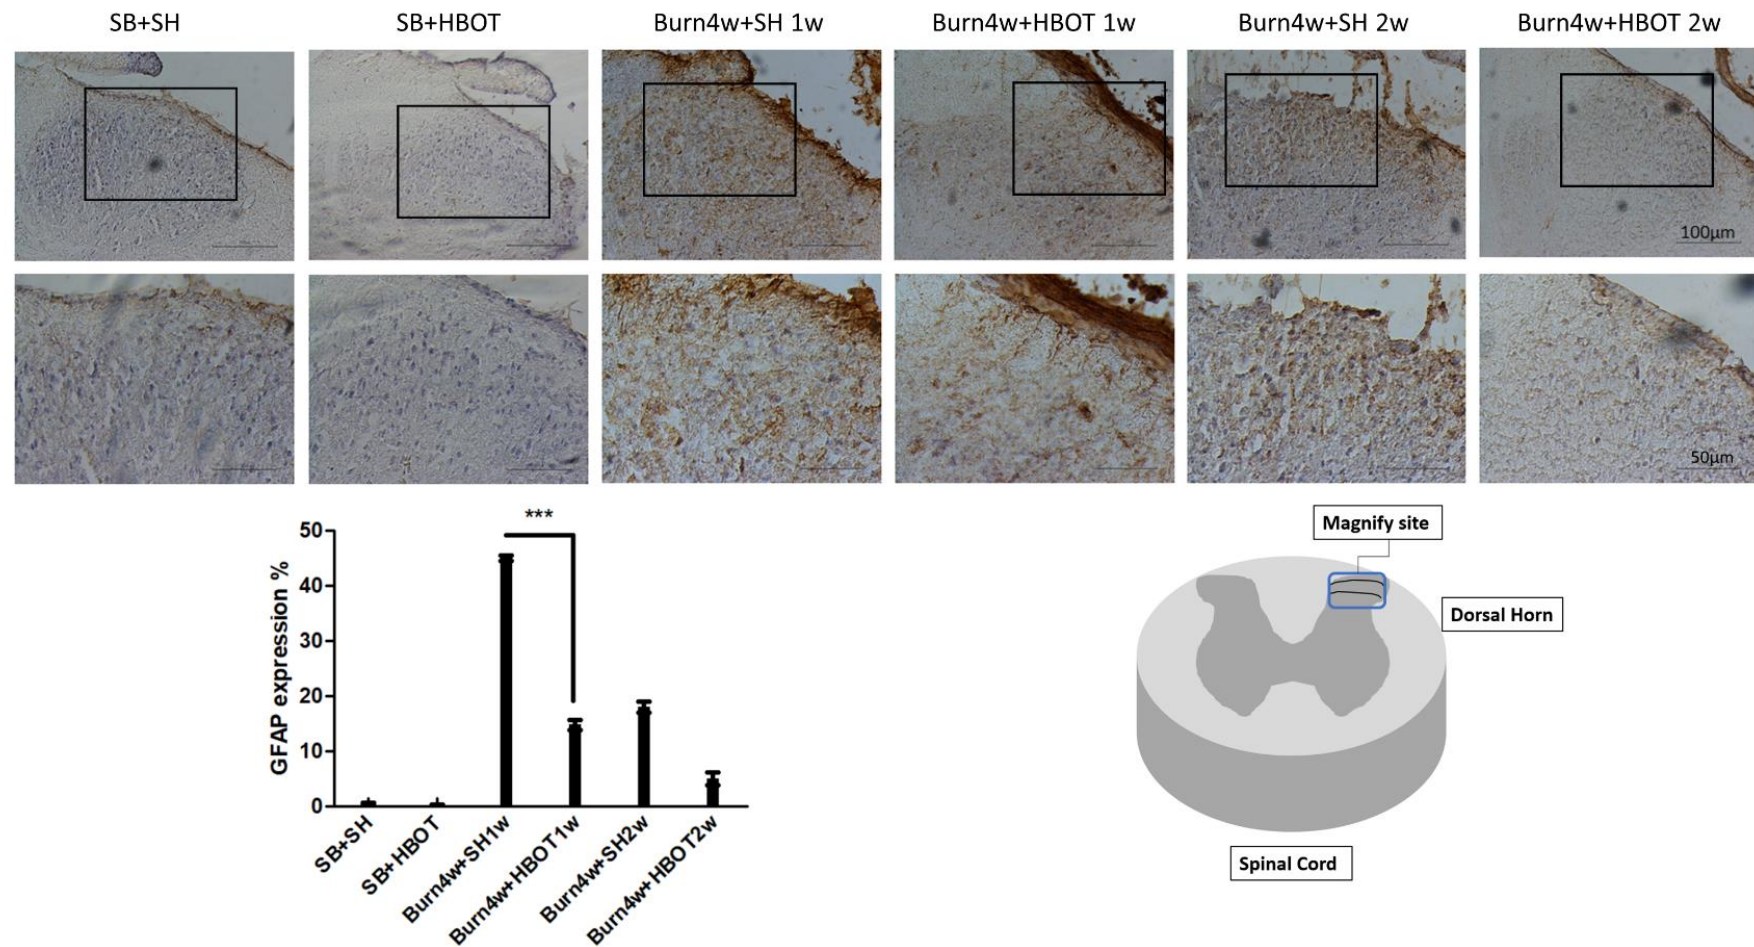 SB+SH
SB+HBOT
Burn4w+SH 1w
Burn4w+HBOT 1w
Burn4w+SH 2w
Burn4w+HBOT 2w
100μm
50μm
***
50
40
30
20
10
0
GFAP expression %
SB+SH
SB+HBOT
Burn4w+SH1w
Burn4w+HBOT1w
Burn4w+SH2w
Burn4w+HBOT2w
Magnify site
Dorsal Horn
Spinal Cord